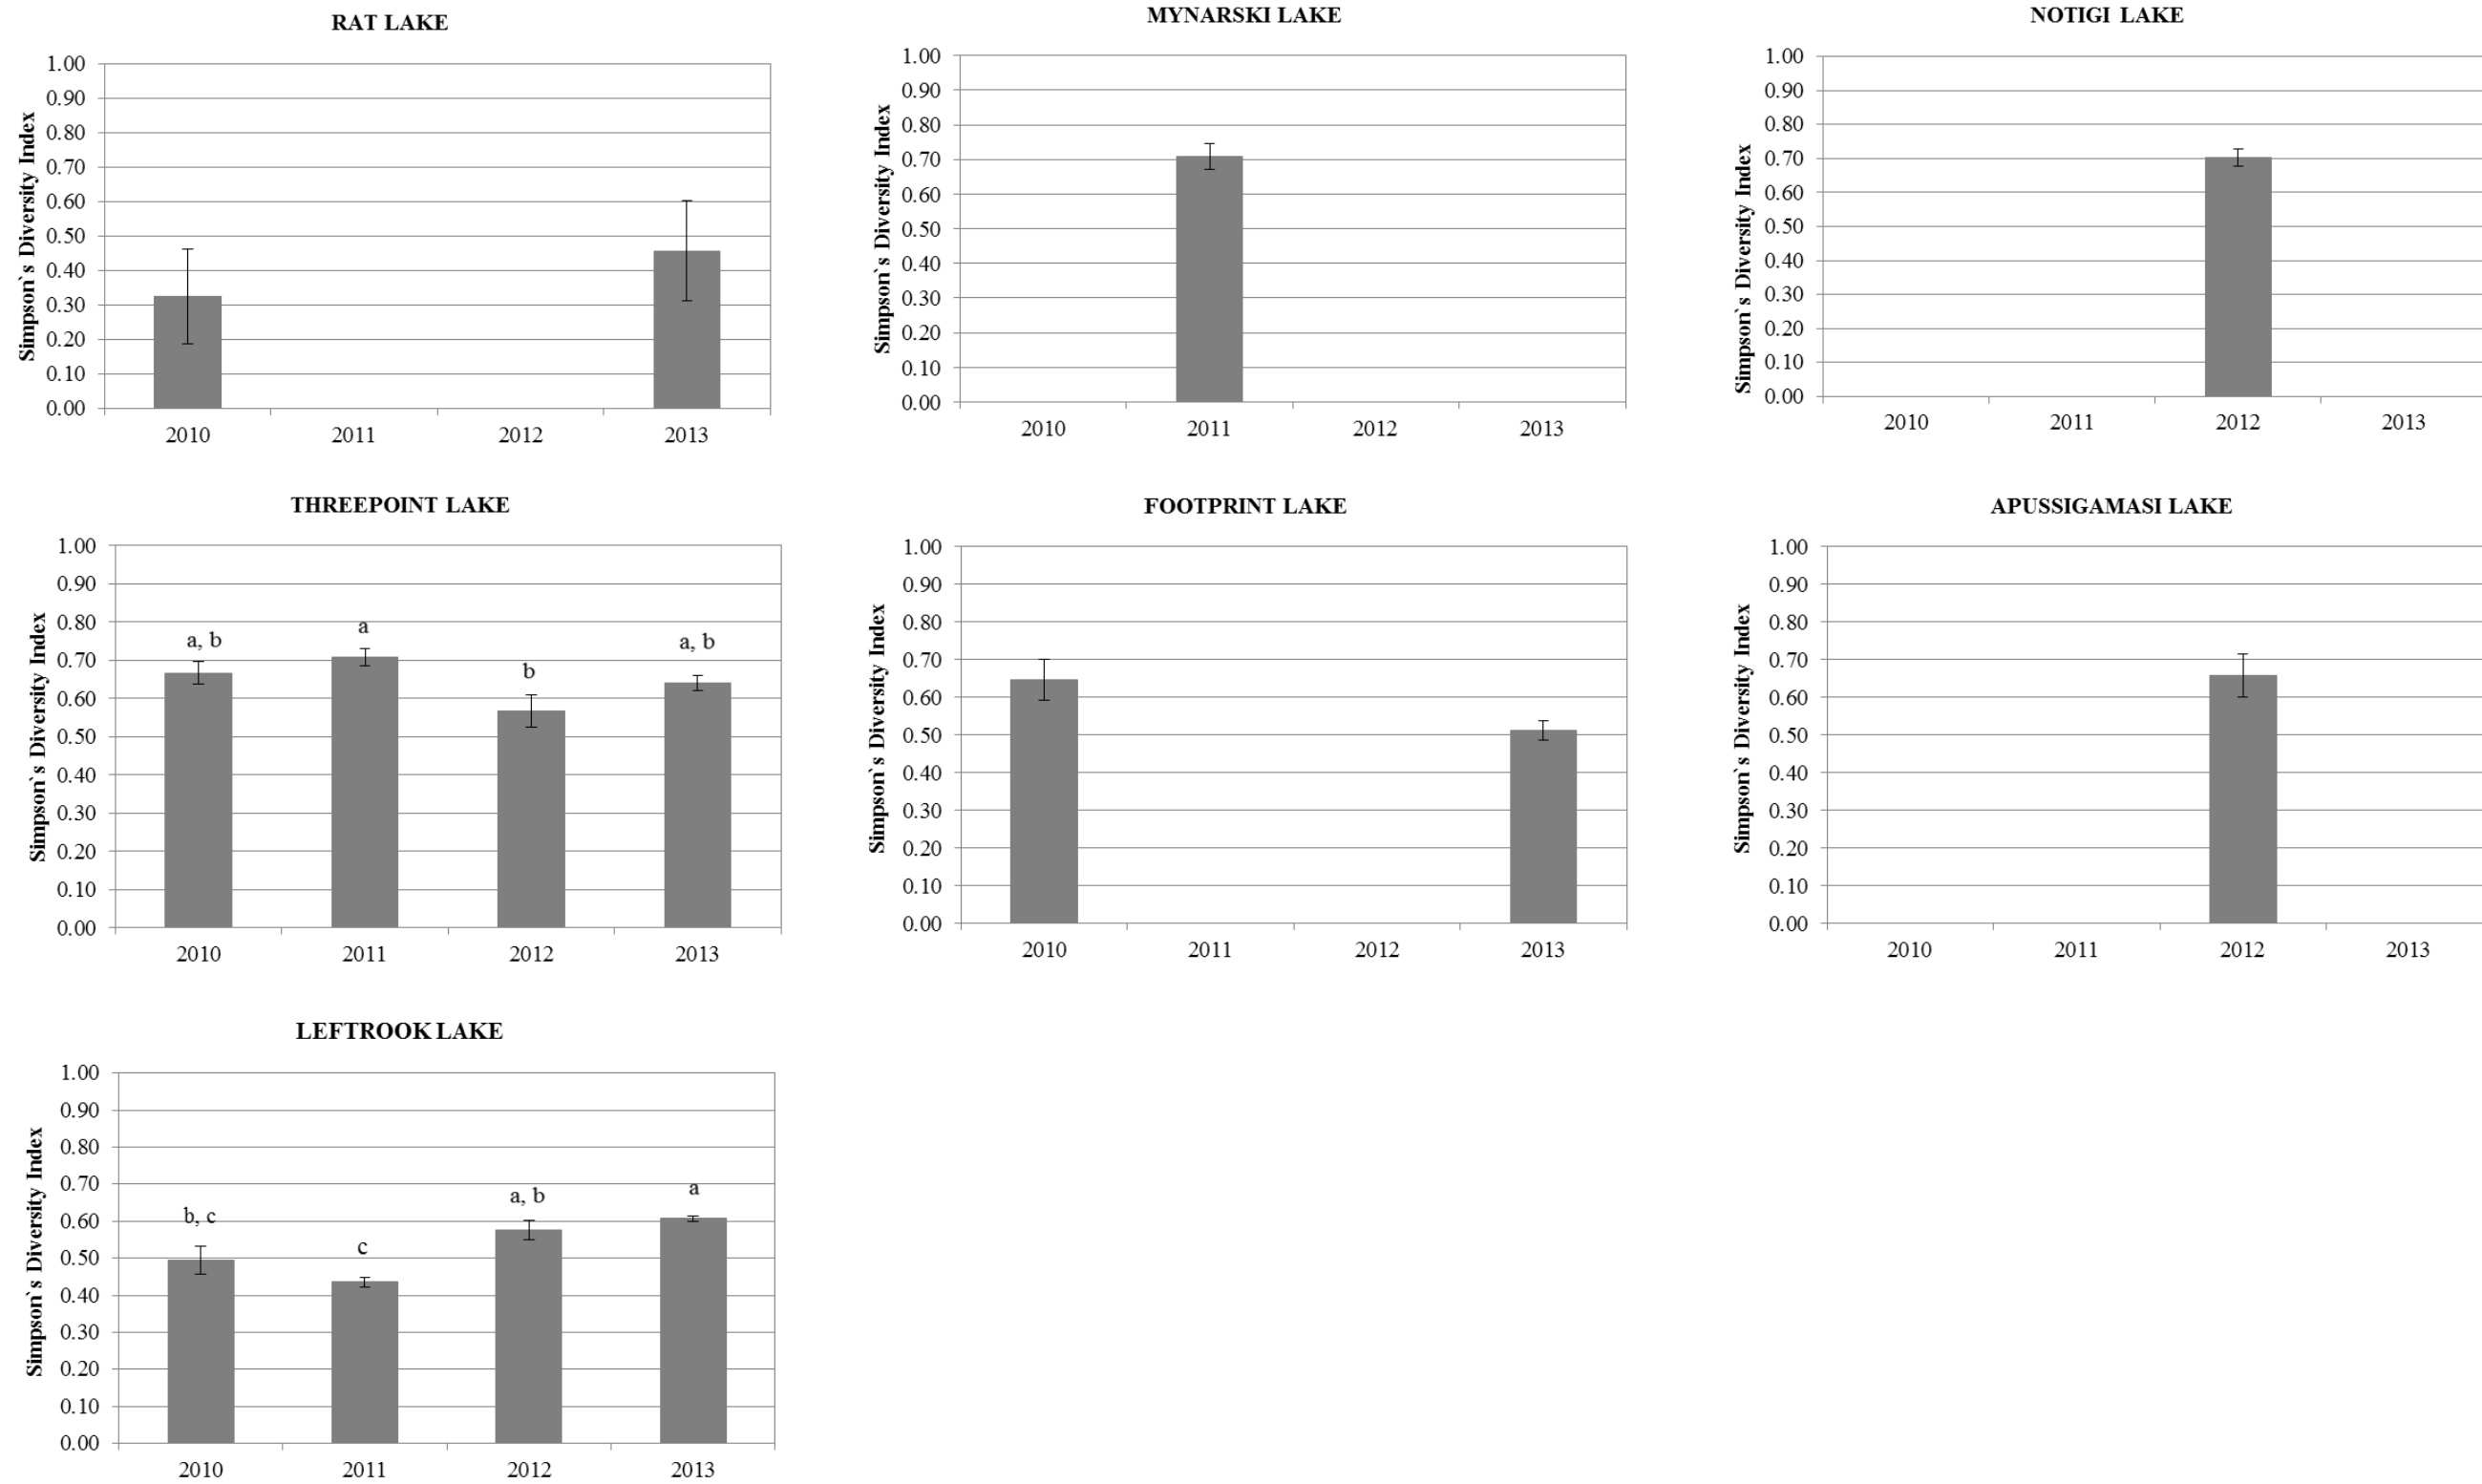 RAT LAKE
Simpson`s Diversity Index
1.00
0.90
0.80
0.70
0.60
0.50
0.40
0.30
0.20
0.10
0.00
2010 2011 2012 2013
MYNARSKI LAKE
Simpson`s Diversity Index
1.00
0.90
0.80
0.70
0.60
0.50
0.40
0.30
0.20
0.10
0.00
2010 2011 2012 2013
NOTIGI LAKE
Simpson`s Diversity Index
1.00
0.90
0.80
0.70
0.60
0.50
0.40
0.30
0.20
0.10
0.00
2010 2011 2012 2013
THREEPOINT LAKE
Simpson`s Diversity Index
1.00
0.90
0.80
0.70
0.60
0.50
0.40
0.30
0.20
0.10
0.00
a, b
a
b
a, b
2010 2011 2012 2013
FOOTPRINT LAKE
Simpson`s Diversity Index
1.00
0.90
0.80
0.70
0.60
0.50
0.40
0.30
0.20
0.10
0.00
2010 2011 2012 2013
APUSSIGAMASI LAKE
Simpson`s Diversity Index
1.00
0.90
0.80
0.70
0.60
0.50
0.40
0.30
0.20
0.10
0.00
2010 2011 2012 2013
LEFTROOK LAKE
Simpson`s Diversity Index
1.00
0.90
0.80
0.70
0.60
0.50
0.40
0.30
0.20
0.10
0.00
b, c
c
a, b
a
2010 2011 2012 2013